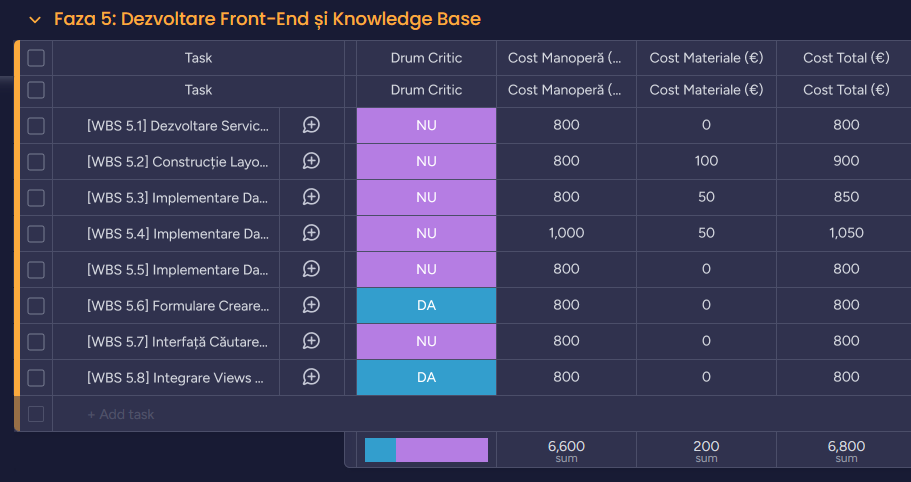 Faza 5: Dezvoltare Front-End și Knowledge Base
Task Drum Critic Cost Manoperă (... Cost Materiale (€) Cost Total (€)
Task Drum Critic Cost Manoperă (... Cost Materiale (€) Cost Total (€)
[WBS 5.1] Dezvoltare Servic... NU 800 0 800
[WBS 5.2] Construcție Layo... NU 800 100 900
[WBS 5.3] Implementare Da... NU 800 50 850
[WBS 5.4] Implementare Da... NU 1,000 50 1,050
[WBS 5.5] Implementare Da... NU 800 0 800
[WBS 5.6] Formulare Creare... DA 800 0 800
[WBS 5.7] Interfață Căutare... NU 800 0 800
[WBS 5.8] Integrare Views ... DA 800 0 800
+ Add task
6,600 200 6,800
sum sum sum